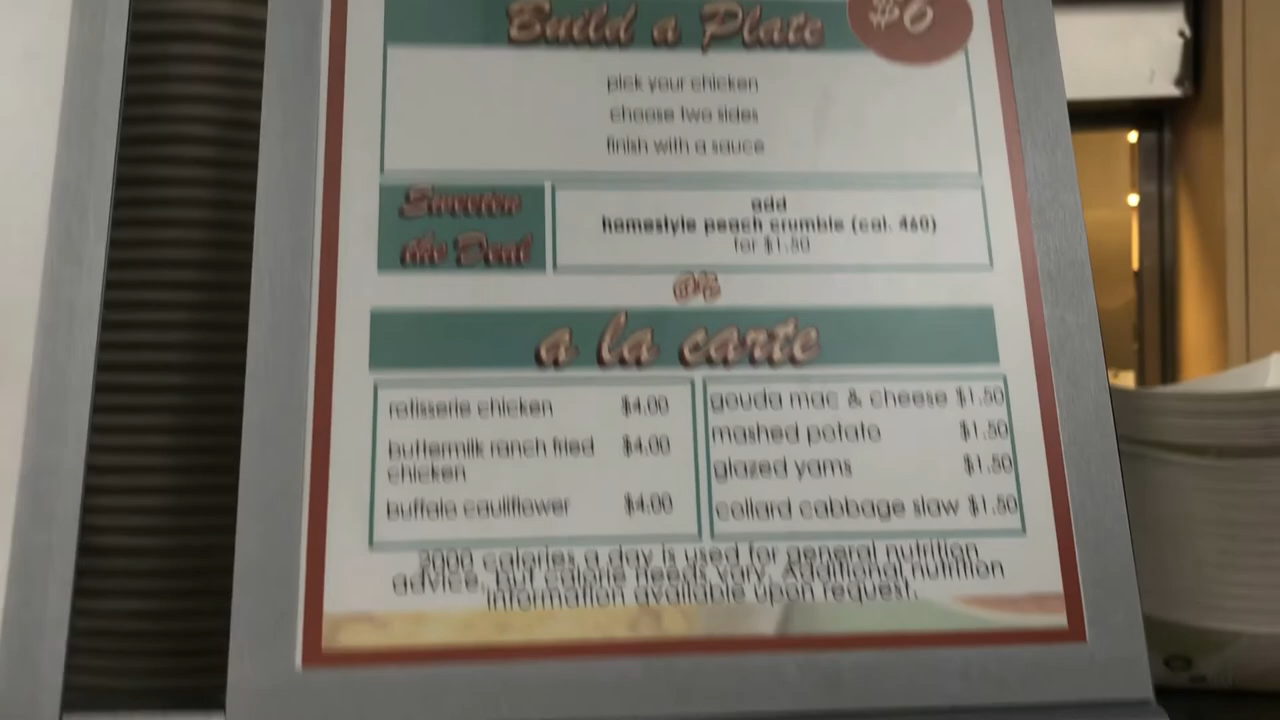 Build a Plate
$6
pick your chicken
choose two sides
finish with a sauce
Sweeten
the Deal
add
homestyle peach crumble (cal. 460)
for $1.50
OR
a la carte
rotisserie chicken $4.00
buttermilk ranch fried $4.00
chicken
buffalo cauliflower $4.00
gouda mac & cheese $1.50
mashed potato $1.50
glazed yams $1.50
collard cabbage slaw $1.50
2000 calories a day is used for general nutrition
advice, but calorie needs vary. Additional nutrition
information available upon request.